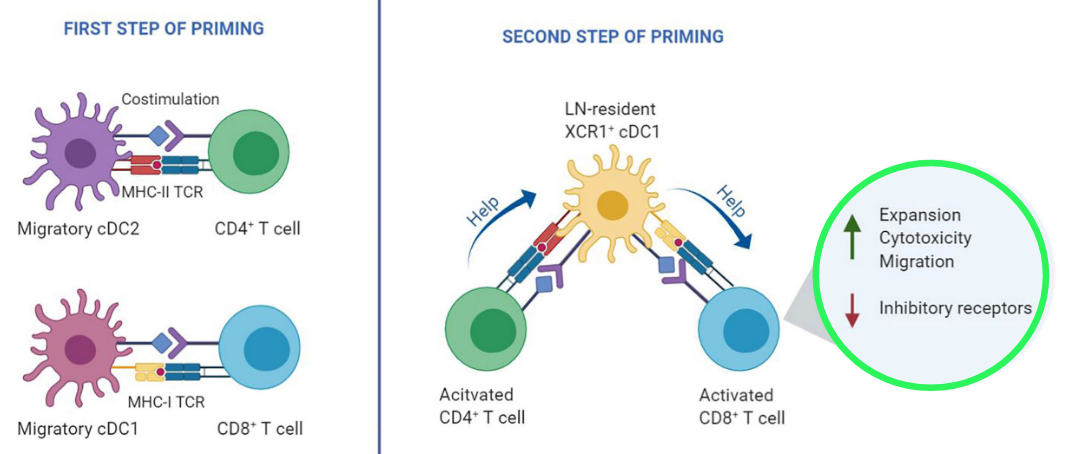 FIRST STEP OF PRIMING
Costimulation
MHC-II TCR
Migratory cDC2
CD4⁺ T cell
MHC-I TCR
Migratory cDC1
CD8⁺ T cell
SECOND STEP OF PRIMING
LN-resident
XCR1⁺ cDC1
Help
Help
Acitvated
CD4⁺ T cell
Activated
CD8⁺ T cell
Expansion
Cytotoxicity
Migration
Inhibitory receptors